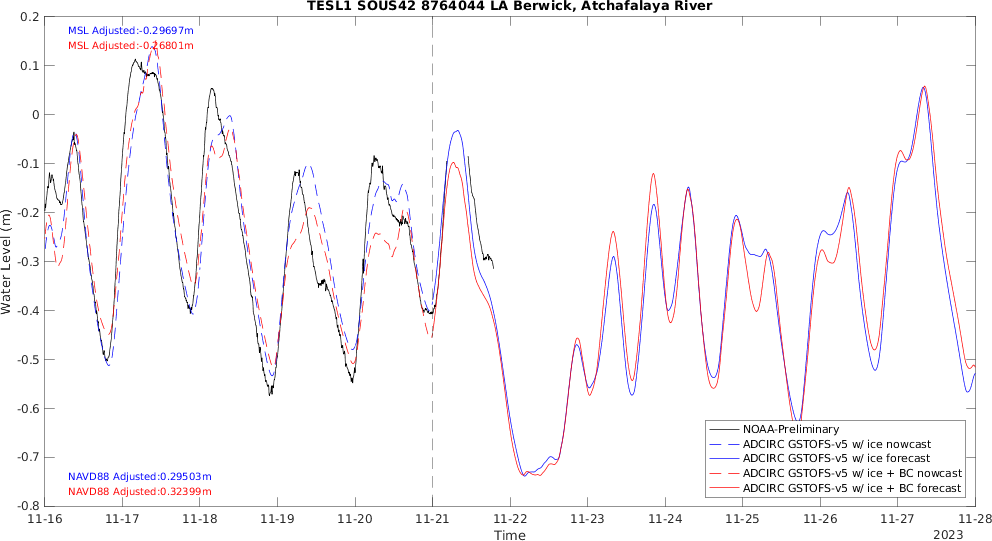 TESL1 SOUS42 8764044 LA Berwick, Atchafalaya River
MSL Adjusted:-0.29697m
MSL Adjusted:-0.26801m
0.2
0.1
0
-0.1
-0.2
-0.3
-0.4
-0.5
-0.6
-0.7
-0.8
Water Level (m)
NAVD88 Adjusted:0.29503m
NAVD88 Adjusted:0.32399m
NOAA-Preliminary
ADCIRC GSTOFS-v5 w/ ice nowcast
ADCIRC GSTOFS-v5 w/ ice forecast
ADCIRC GSTOFS-v5 w/ ice + BC nowcast
ADCIRC GSTOFS-v5 w/ ice + BC forecast
11-16 11-17 11-18 11-19 11-20 11-21 11-22 11-23 11-24 11-25 11-26 11-27 11-28
Time
2023